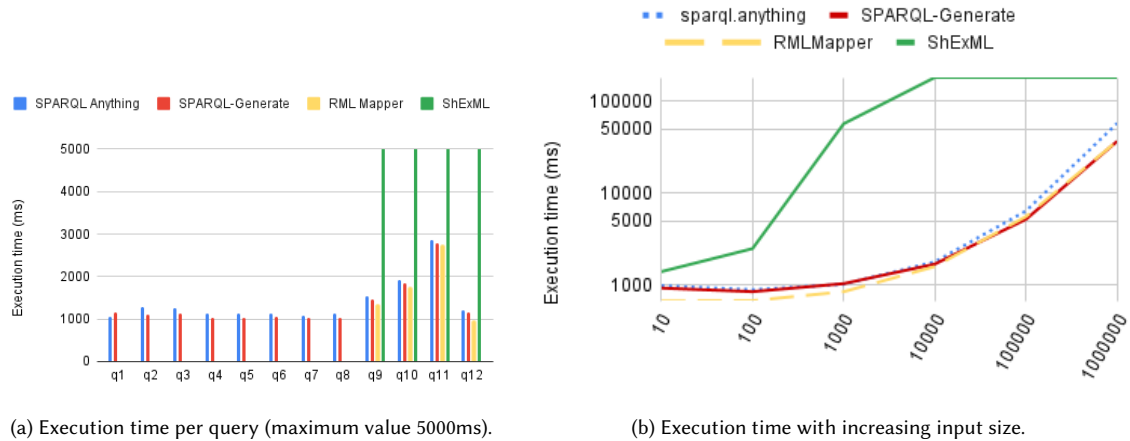 SPARQL Anything SPARQL-Generate RML Mapper ShExML
Execution time (ms)
5000
4000
3000
2000
1000
0
q1 q2 q3 q4 q5 q6 q7 q8 q9 q10 q11 q12
(a) Execution time per query (maximum value 5000ms).
sparql.anything SPARQL-Generate
RMLMapper ShExML
Execution time (ms)
100000
50000
10000
5000
1000
10 100 1000 10000 100000 1000000
(b) Execution time with increasing input size.